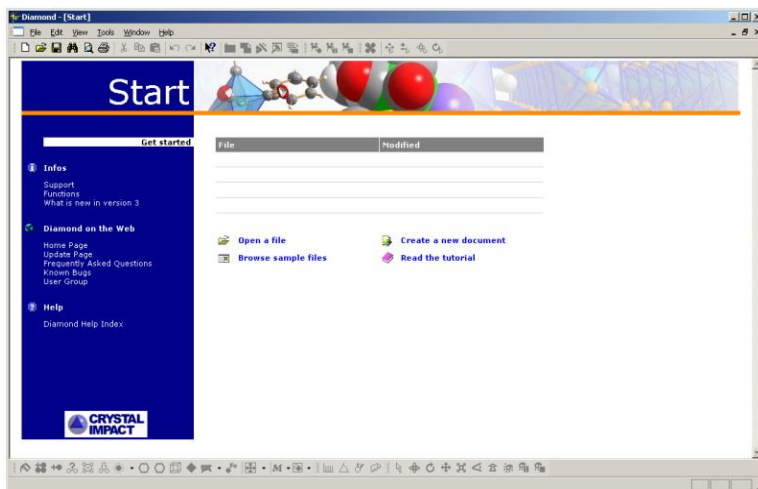 Diamond - [Start]
File Edit View Tools Window Help
Start
Get started
Infos
Support
Functions
What is new in version 3
Diamond on the Web
Home Page
Update Page
Frequently Asked Questions
Known Bugs
User Group
Help
Diamond Help Index
CRYSTAL
IMPACT
File Modified
Open a file Create a new document
Browse sample files Read the tutorial